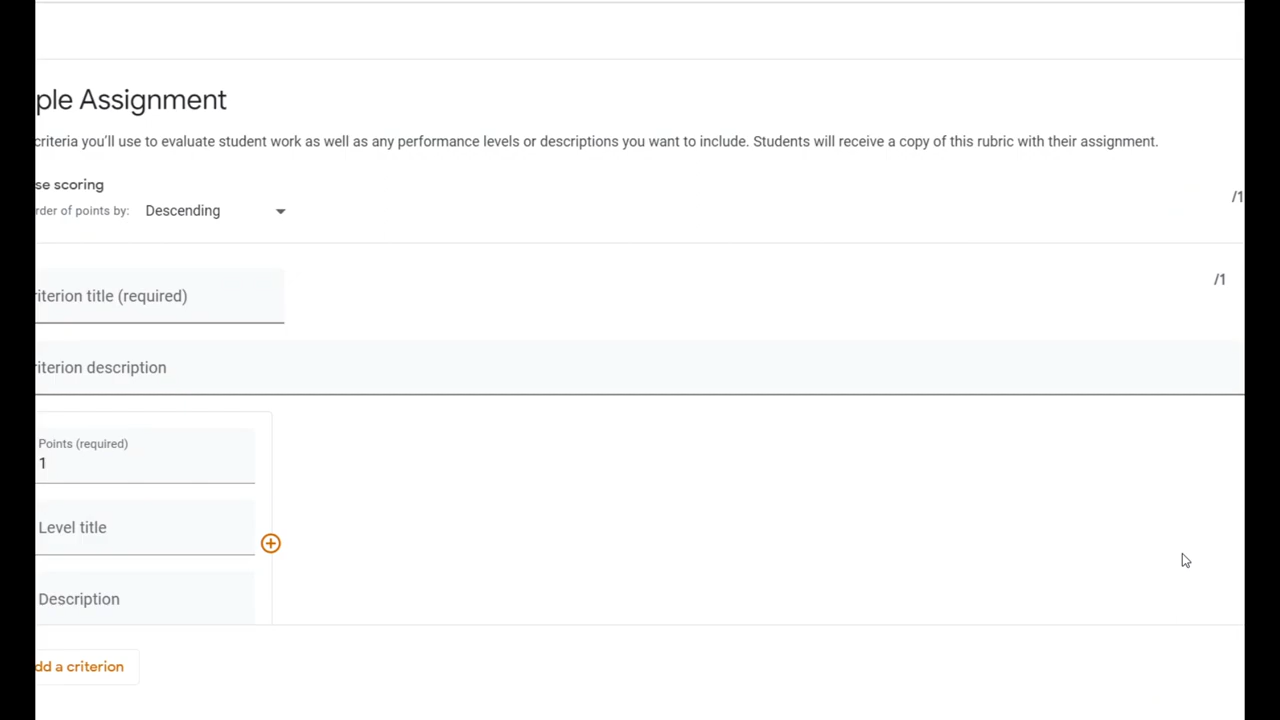 ple Assignment
criteria you'll use to evaluate student work as well as any performance levels or descriptions you want to include. Students will receive a copy of this rubric with their assignment.
se scoring
rder of points by: Descending
/1
iterion title (required)
/1
iterion description
Points (required)
1
Level title
Description
dd a criterion